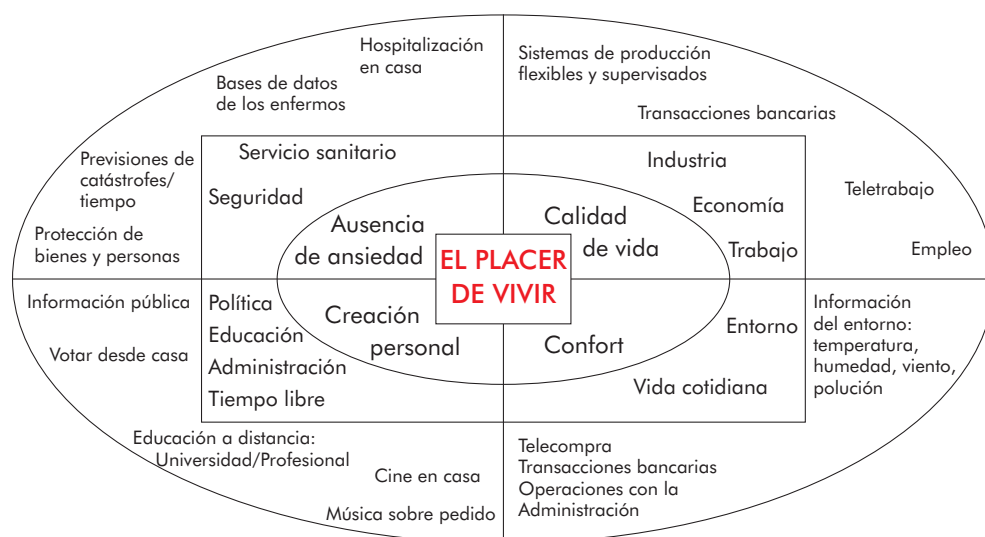 Hospitalización
en casa
Bases de datos
de los enfermos
Previsiones de
catástrofes/
tiempo
Protección de
bienes y personas
Sistemas de producción
flexibles y supervisados
Transacciones bancarias
Teletrabajo
Empleo
Servicio sanitario
Seguridad
Industria
Economía
Trabajo
Ausencia
de ansiedad
Calidad
de vida
EL PLACER
DE VIVIR
Creación
personal
Confort
Política
Educación
Administración
Tiempo libre
Entorno
Vida cotidiana
Información pública
Votar desde casa
Educación a distancia:
Universidad/Profesional
Cine en casa
Música sobre pedido
Información
del entorno:
temperatura,
humedad, viento,
polución
Telecompra
Transacciones bancarias
Operaciones con la
Administración